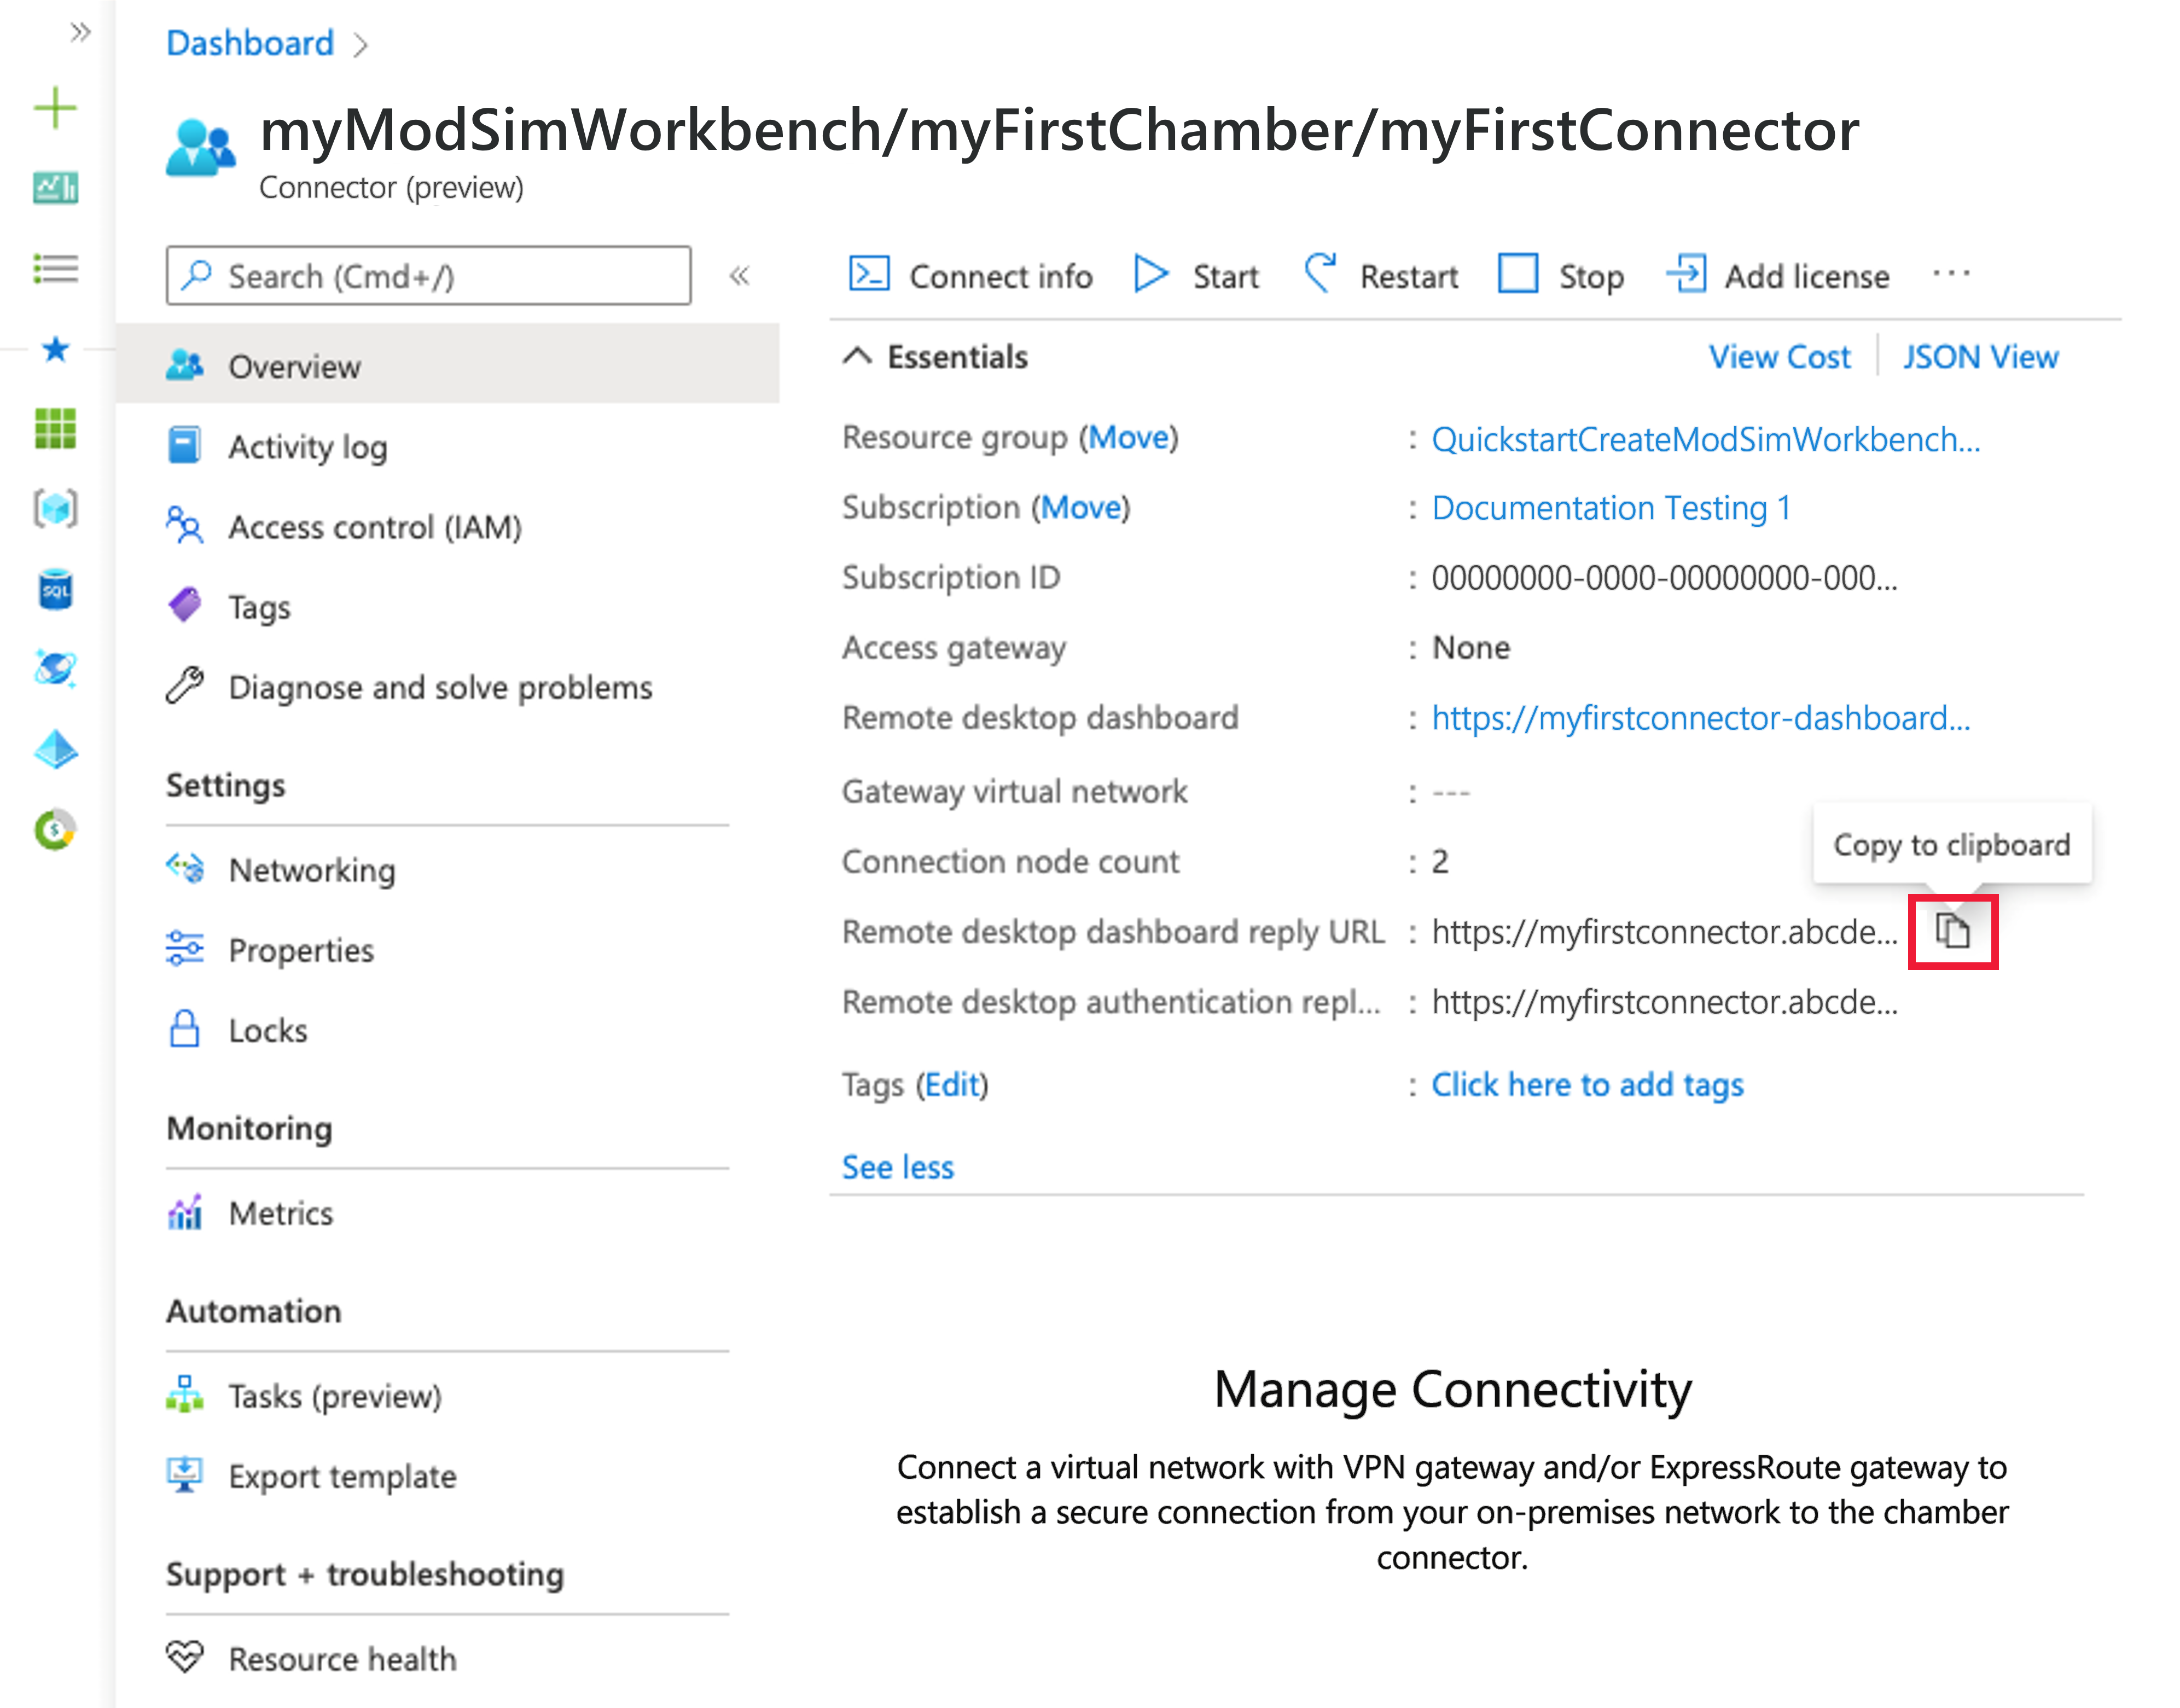 Dashboard
myModSimWorkbench/myFirstChamber/myFirstConnector
Connector (preview)
Search (Cmd+/)
Overview
Activity log
Access control (IAM)
Tags
Diagnose and solve problems
Settings
Networking
Properties
Locks
Monitoring
Metrics
Automation
Tasks (preview)
Export template
Support + troubleshooting
Resource health
SQL
$
Connect info Start Restart Stop Add license ...
Essentials View Cost JSON View
Resource group (Move) : QuickstartCreateModSimWorkbench...
Subscription (Move) : Documentation Testing 1
Subscription ID : 00000000-0000-00000000-000...
Access gateway : None
Remote desktop dashboard : https://myfirstconnector-dashboard...
Gateway virtual network : ---
Copy to clipboard
Connection node count : 2
Remote desktop dashboard reply URL : https://myfirstconnector.abcde...
Remote desktop authentication repl... : https://myfirstconnector.abcde...
Tags (Edit) : Click here to add tags
See less
Manage Connectivity
Connect a virtual network with VPN gateway and/or ExpressRoute gateway to
establish a secure connection from your on-premises network to the chamber
connector.